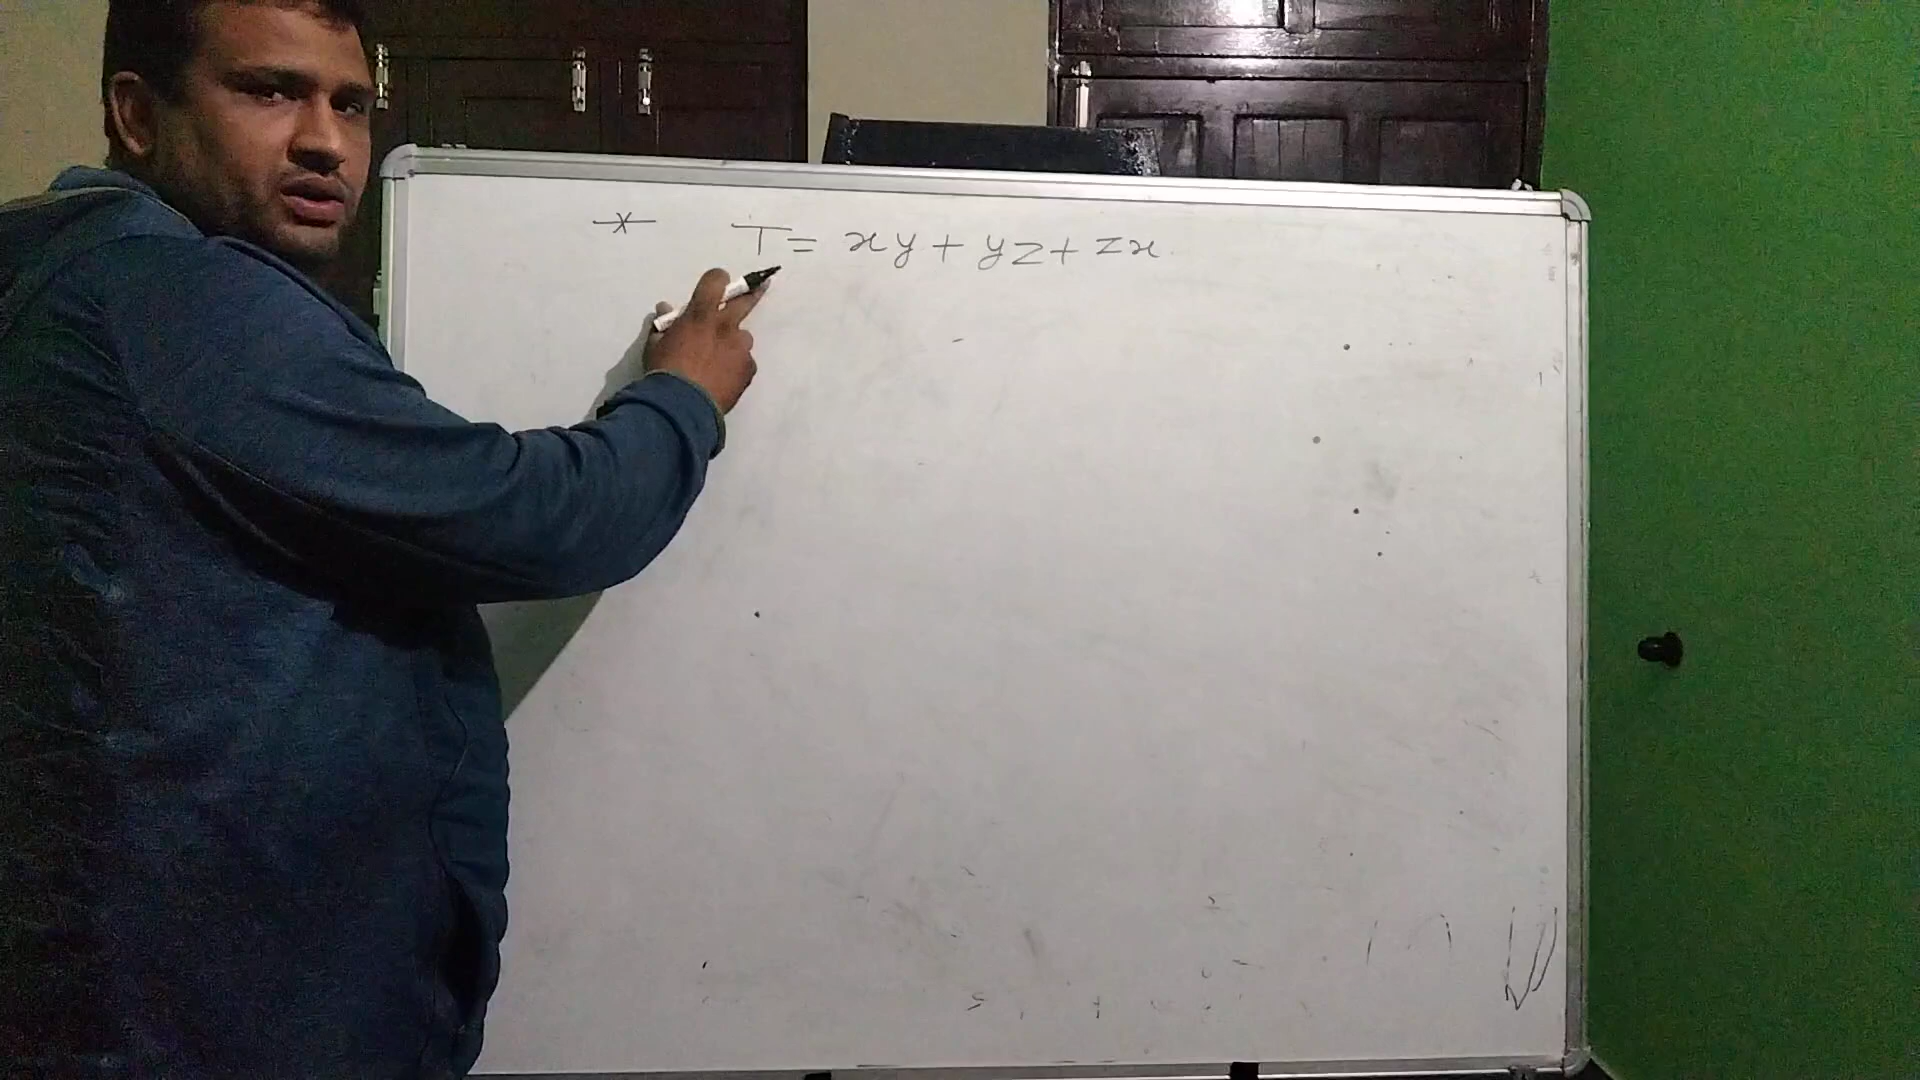 * T = xy + yz + zx